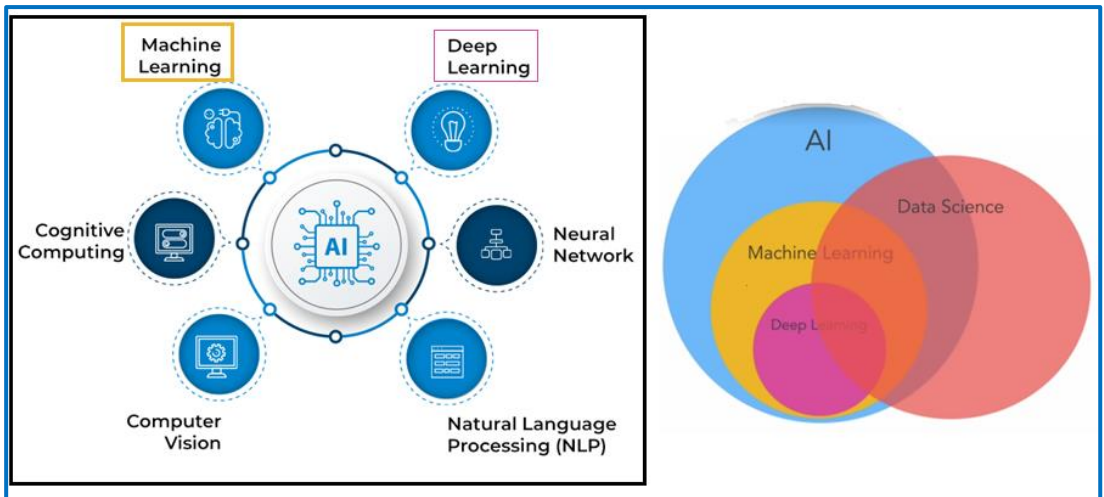 Machine
Learning
Deep
Learning
Cognitive
Computing
AI
Neural
Network
Computer
Vision
Natural Language
Processing (NLP)
AI
Data Science
Machine Learning
Deep Learning